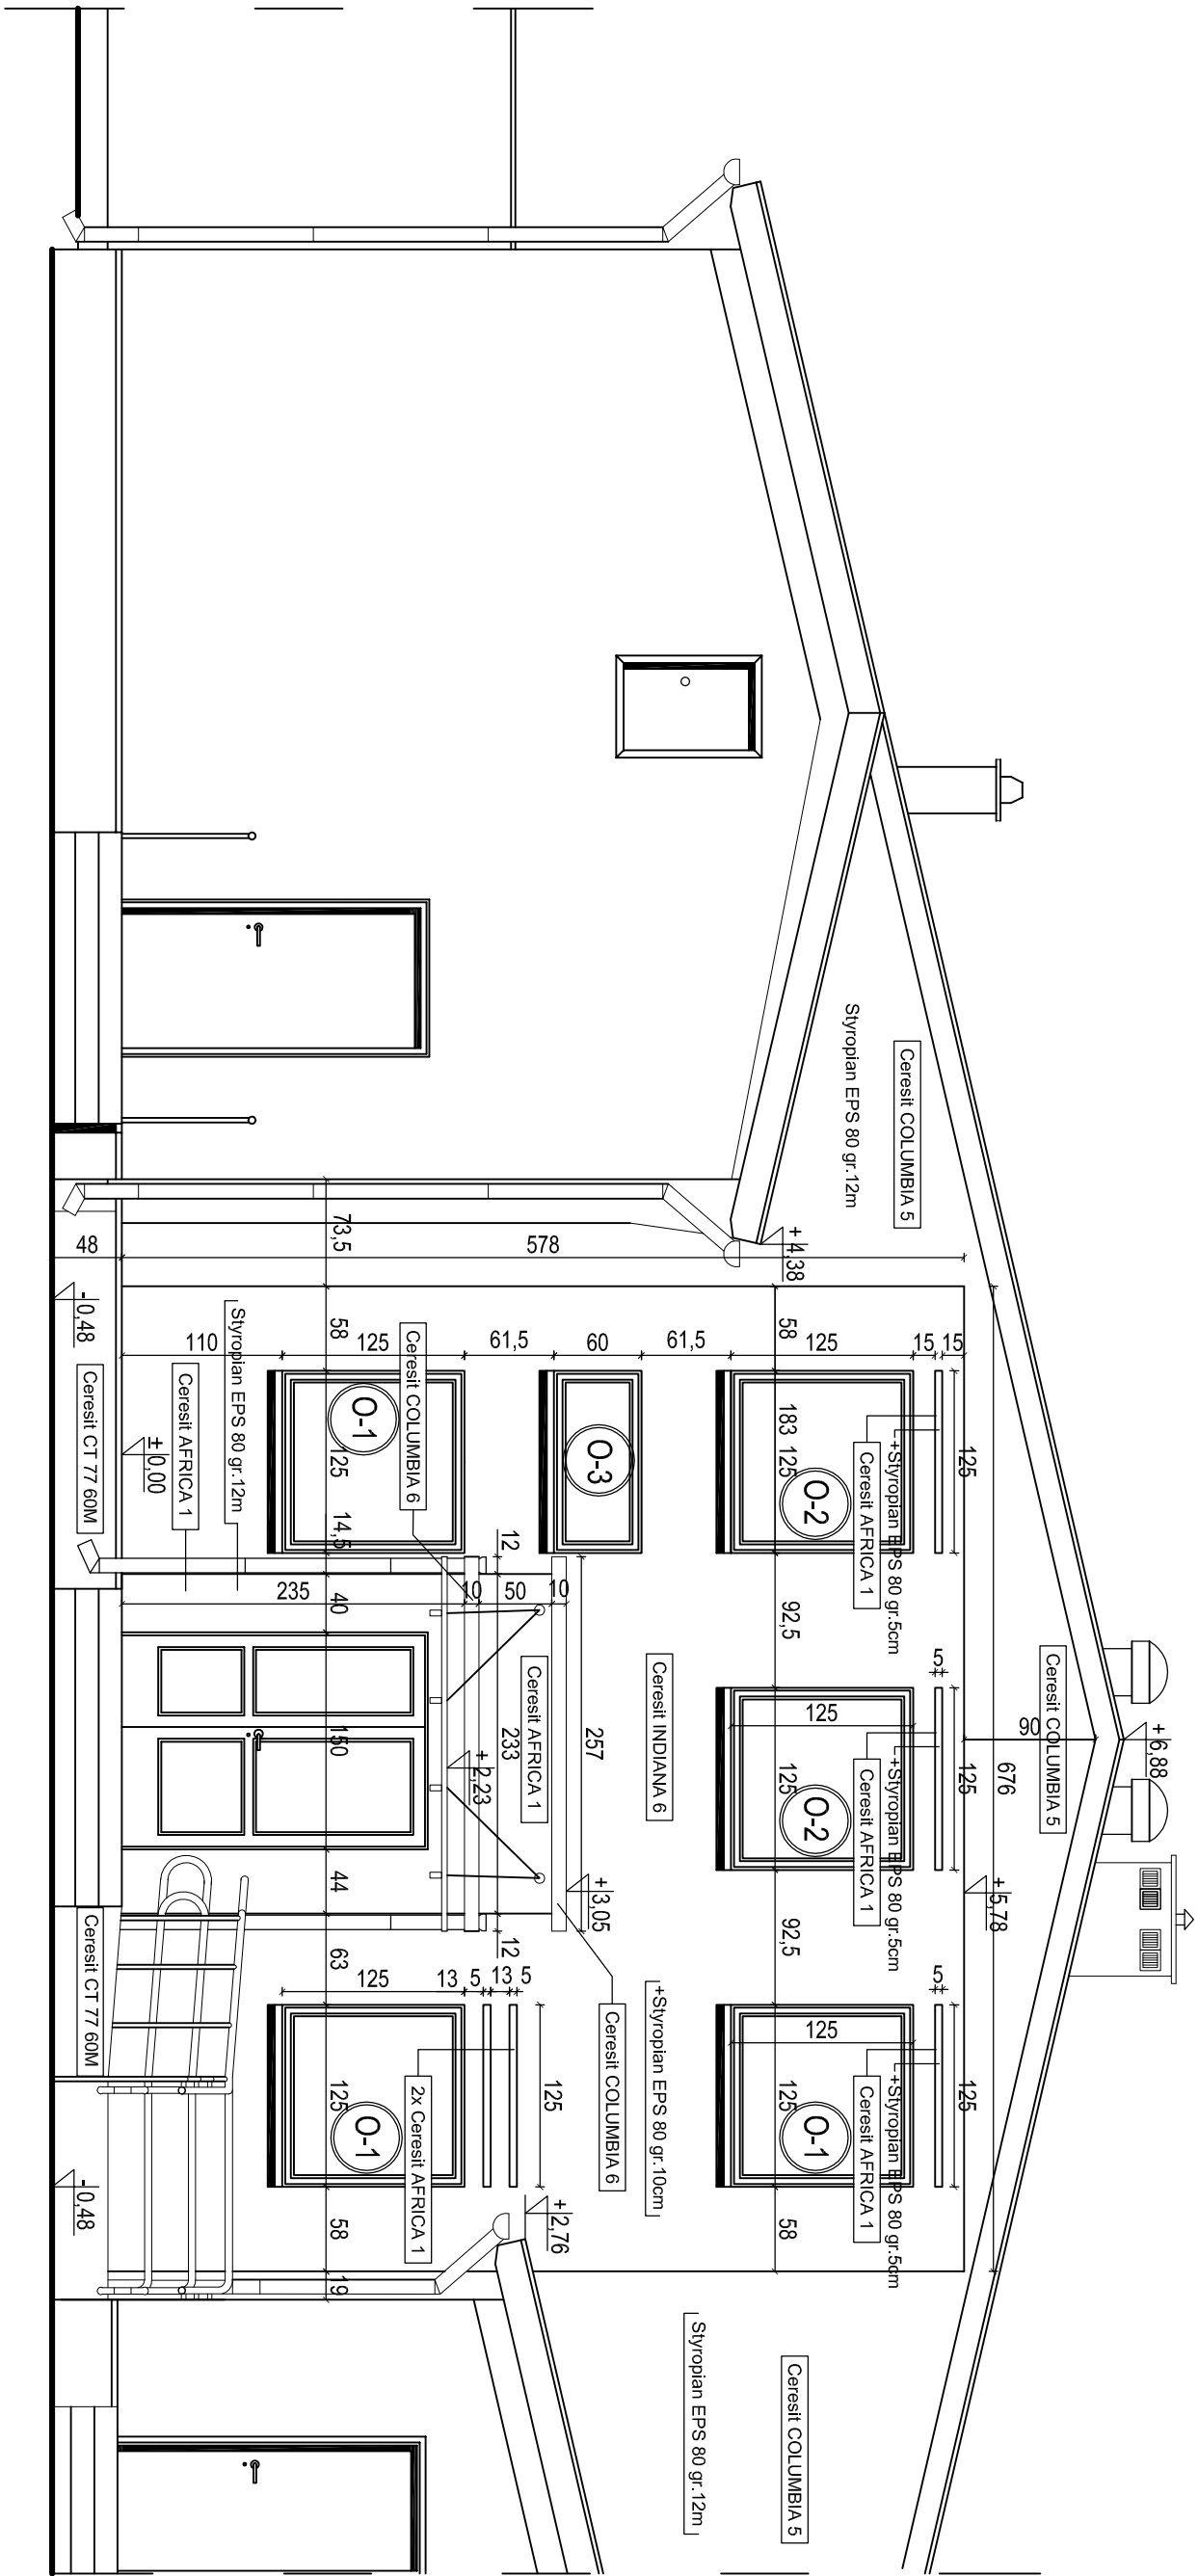 Ceresit COLUMBIA 5
Styropian EPS 80 gr.12m
Ceresit COLUMBIA 5
+6,88
90
676
+5,78
+4,38
15
15
125
125
125
5
5
+Styropian EPS 80 gr.5cm
Ceresit AFRICA 1
+Styropian EPS 80 gr.5cm
Ceresit AFRICA 1
+Styropian EPS 80 gr.5cm
Ceresit AFRICA 1
Ceresit COLUMBIA 5
Styropian EPS 80 gr.12m
125
125
125
O-2
O-2
O-1
58
183
125
92,5
125
92,5
125
58
Ceresit INDIANA 6
+Styropian EPS 80 gr.10cm
61,5
60
61,5
O-3
257
+3,05
Ceresit COLUMBIA 6
578
10
50
10
Ceresit AFRICA 1
233
12
12
125
+2,76
13
5
13
5
+2,23
Ceresit COLUMBIA 6
2x Ceresit AFRICA 1
125
125
O-1
O-1
73,5
58
125
14,5
40
150
44
63
125
58
19
110
235
Styropian EPS 80 gr.12m
Ceresit AFRICA 1
±0,00
48
-0,48
Ceresit CT 77 60M
Ceresit CT 77 60M
-0,48